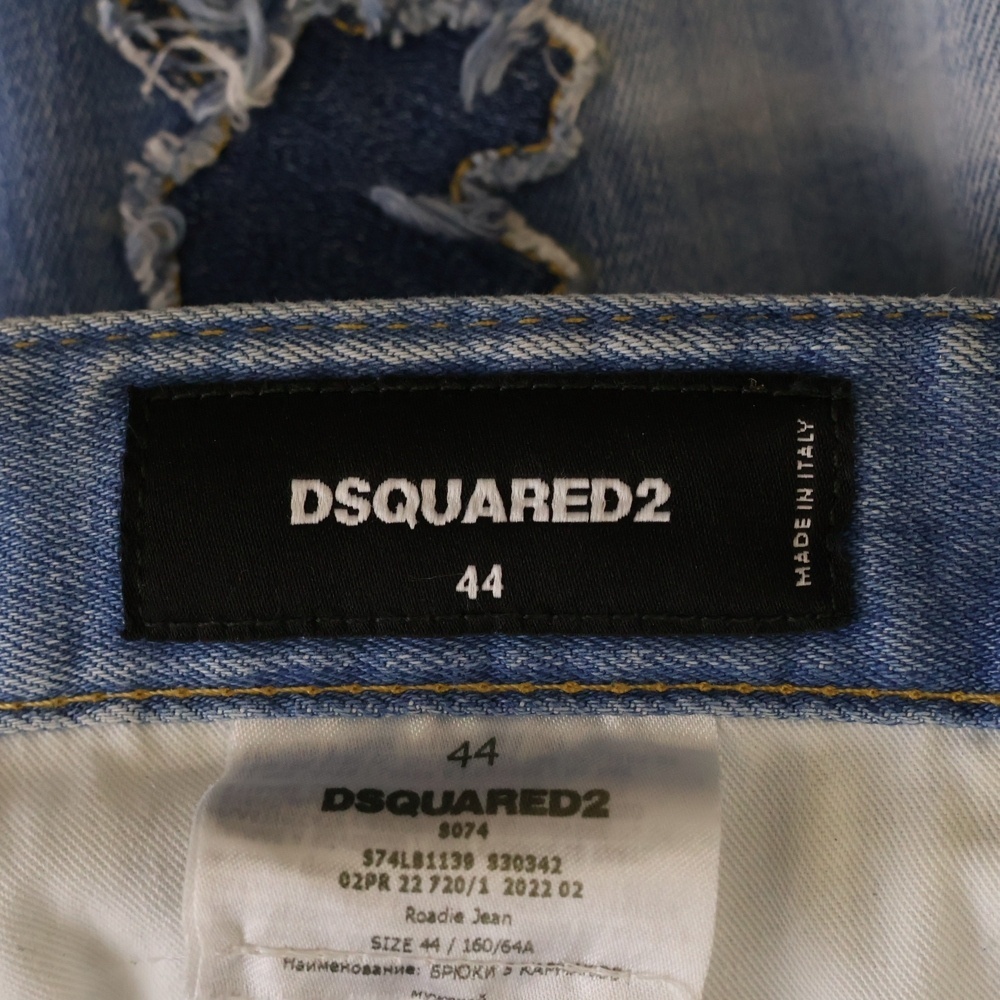 DSQUARED2
44
MADE IN ITALY
44
DSQUARED2
S074
S74LB1139 S30342
02PR 22 720/1 2022 02
Roadie Jean
SIZE 44 / 160/64A
Наименование: БРЮКИ